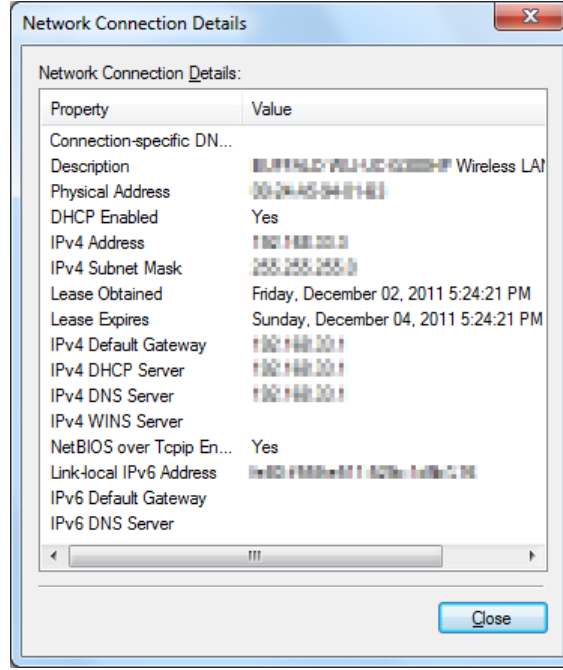 Network Connection Details
Network Connection Details:
Property Value
Connection-specific DN...
Description Wireless LAN
Physical Address
DHCP Enabled Yes
IPv4 Address
IPv4 Subnet Mask
Lease Obtained Friday, December 02, 2011 5:24:21 PM
Lease Expires Sunday, December 04, 2011 5:24:21 PM
IPv4 Default Gateway
IPv4 DHCP Server
IPv4 DNS Server
IPv4 WINS Server
NetBIOS over Tcpip En... Yes
Link-local IPv6 Address
IPv6 Default Gateway
IPv6 DNS Server
Close